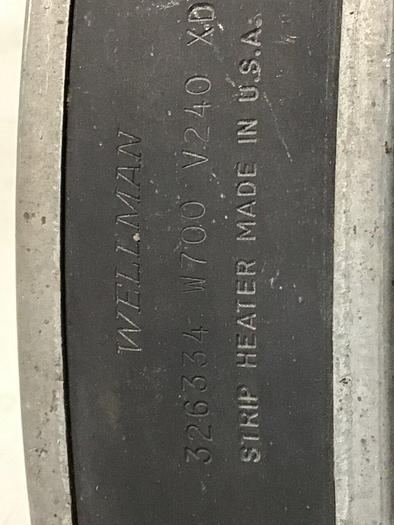 WELLMAN
326334 W700 V240 XD
STRIP HEATER MADE IN U.S.A.